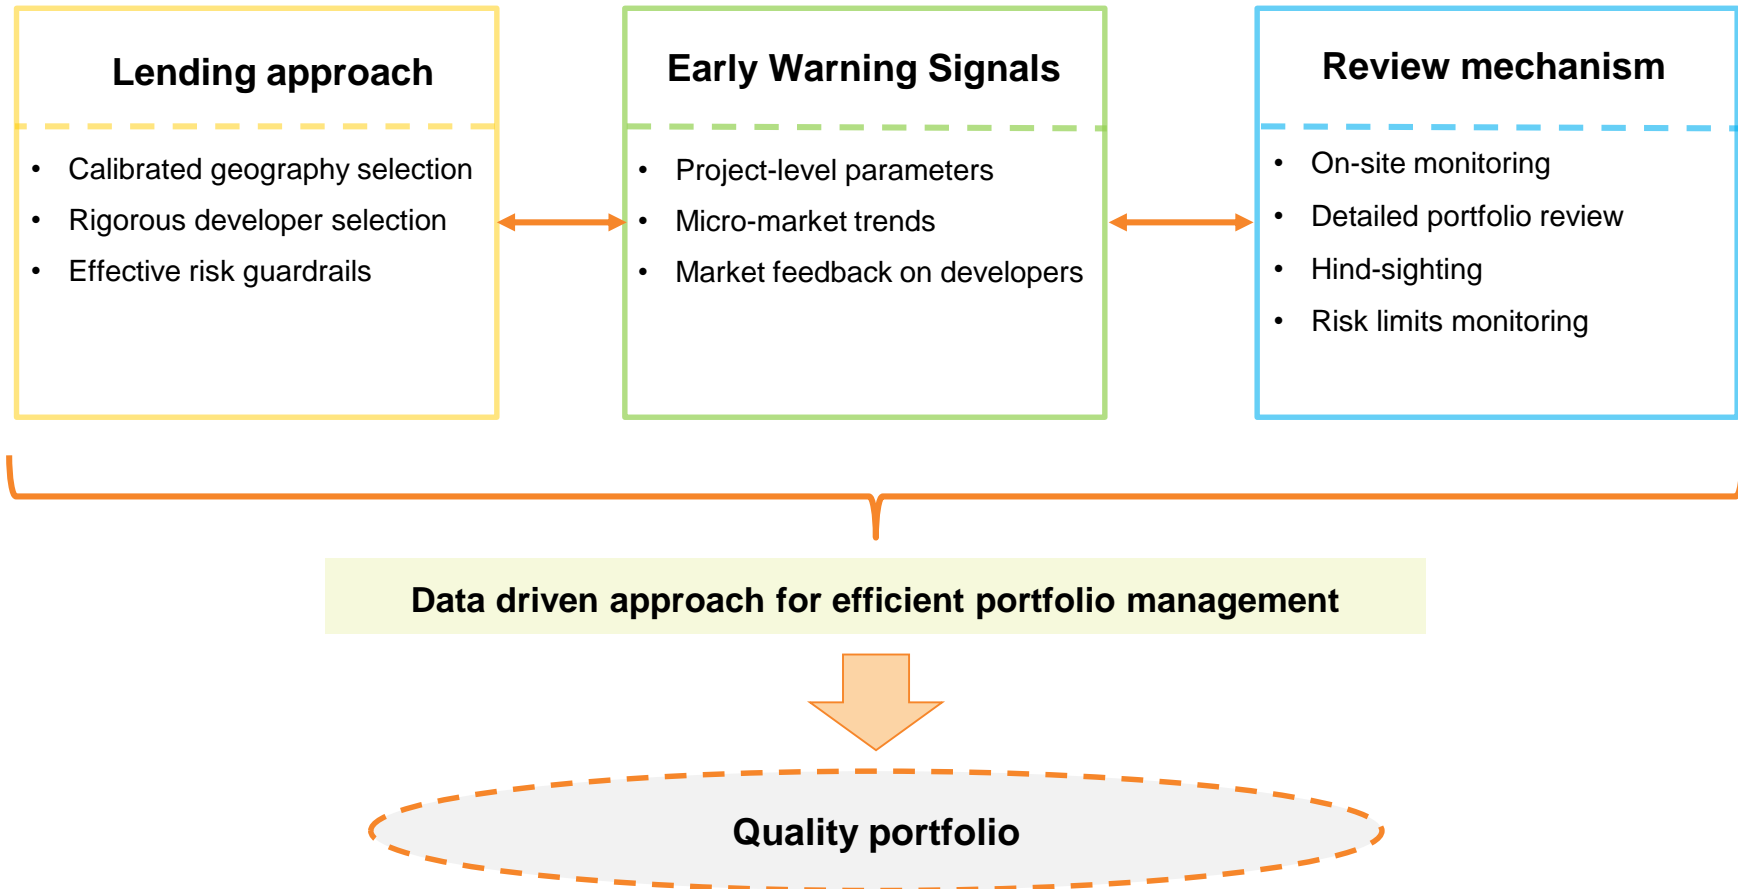 Lending approach
• Calibrated geography selection
• Rigorous developer selection
• Effective risk guardrails
Early Warning Signals
• Project-level parameters
• Micro-market trends
• Market feedback on developers
Review mechanism
• On-site monitoring
• Detailed portfolio review
• Hind-sighting
• Risk limits monitoring
Data driven approach for efficient portfolio management
Quality portfolio